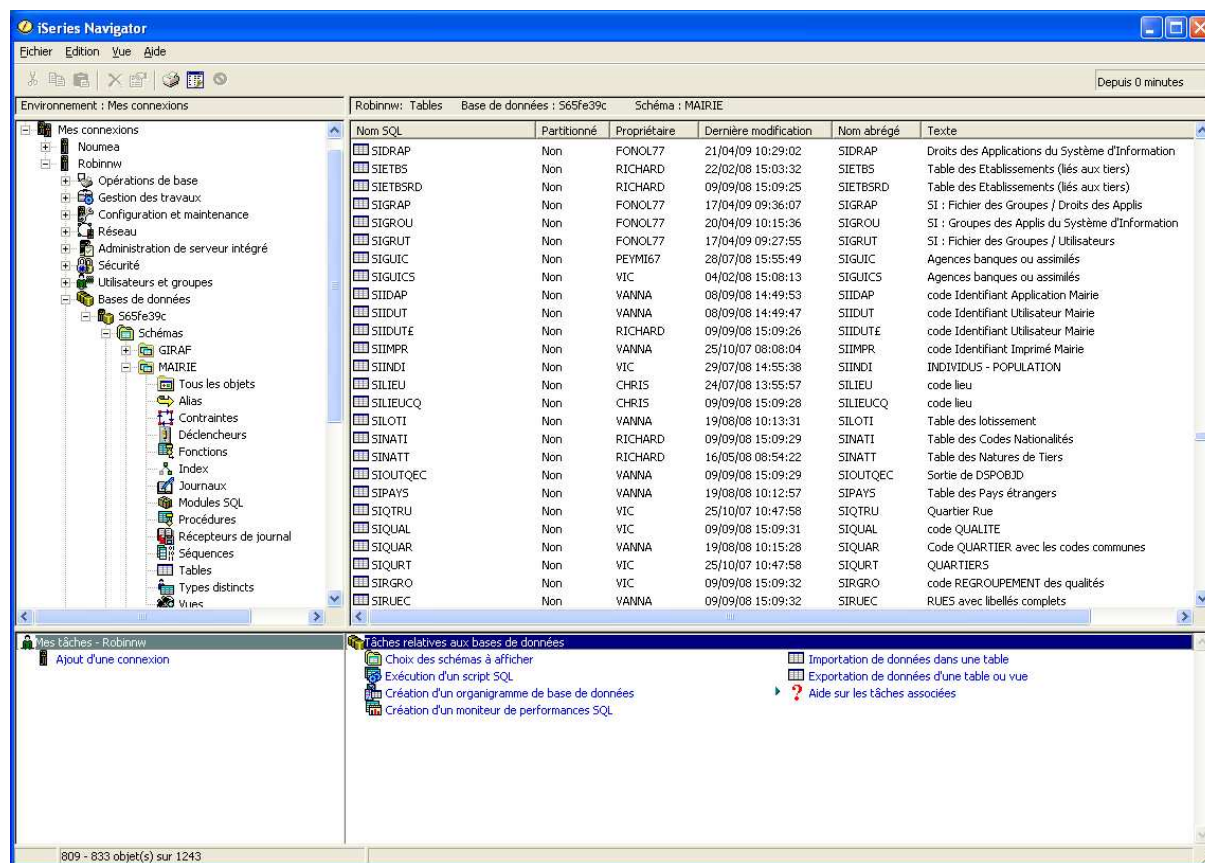 iSeries Navigator
Fichier Edition Vue Aide
Depuis 0 minutes
Environnement : Mes connexions
Robinnw: Tables Base de données : S65fe39c Schéma : MAIRIE
Mes connexions
Noumea
Robinnw
Opérations de base
Gestion des travaux
Configuration et maintenance
Réseau
Administration de serveur intégré
Sécurité
Utilisateurs et groupes
Bases de données
S65fe39c
Schémas
GIRAF
MAIRIE
Tous les objets
Alias
Contraintes
Déclencheurs
Fonctions
Index
Journaux
Modules SQL
Procédures
Récepteurs de journal
Séquences
Tables
Types distincts
Vues
Nom SQL Partitionné Propriétaire Dernière modification Nom abrégé Texte
SIDRAP Non FONOL77 21/04/09 10:29:02 SIDRAP Droits des Applications du Système d'Information
SIETBS Non RICHARD 22/02/08 15:03:32 SIETBS Table des Etablissements (liés aux tiers)
SIETBSRD Non RICHARD 09/09/08 15:09:25 SIETBSRD Table des Etablissements (liés aux tiers)
SIGRAP Non FONOL77 17/04/09 09:36:07 SIGRAP SI : Fichier des Groupes / Droits des Applis
SIGROU Non FONOL77 20/04/09 10:15:36 SIGROU SI : Groupes des Applis du Système d'Information
SIGRUT Non FONOL77 17/04/09 09:27:55 SIGRUT SI : Fichier des Groupes / Utilisateurs
SIGUIC Non PEYMI67 28/07/08 15:55:49 SIGUIC Agences banques ou assimilés
SIGUICS Non VIC 04/02/08 15:08:13 SIGUICS Agences banques ou assimilés
SIIDAP Non VANNA 08/09/08 14:49:53 SIIDAP code Identifiant Application Mairie
SIIDUT Non VANNA 08/09/08 14:49:47 SIIDUT code Identifiant Utilisateur Mairie
SIIDUT£ Non RICHARD 09/09/08 15:09:26 SIIDUT£ code Identifiant Utilisateur Mairie
SIIMPR Non VANNA 25/10/07 08:08:04 SIIMPR code Identifiant Imprimé Mairie
SIINDI Non VIC 29/07/08 14:55:38 SIINDI INDIVIDUS - POPULATION
SILIEU Non CHRIS 24/07/08 13:55:57 SILIEU code lieu
SILIEUCQ Non CHRIS 09/09/08 15:09:28 SILIEUCQ code lieu
SILOTI Non VANNA 19/08/08 10:13:31 SILOTI Table des lotissement
SINATI Non RICHARD 09/09/08 15:09:29 SINATI Table des Codes Nationalités
SINATT Non RICHARD 16/05/08 08:54:22 SINATT Table des Natures de Tiers
SIOUTQEC Non VANNA 09/09/08 15:09:29 SIOUTQEC Sortie de DSPOBJD
SIPAYS Non VANNA 19/08/08 10:12:57 SIPAYS Table des Pays étrangers
SIQTRU Non VIC 25/10/07 10:47:58 SIQTRU Quartier Rue
SIQUAL Non VIC 09/09/08 15:09:31 SIQUAL code QUALITE
SIQUAR Non VANNA 19/08/08 10:15:28 SIQUAR Code QUARTIER avec les codes communes
SIQURT Non VIC 25/10/07 10:47:58 SIQURT QUARTIERS
SIRGRO Non VIC 09/09/08 15:09:32 SIRGRO code REGROUPEMENT des qualités
SIRUEC Non VANNA 09/09/08 15:09:32 SIRUEC RUES avec libellés complets
Mes tâches - Robinnw
Ajout d'une connexion
Tâches relatives aux bases de données
Choix des schémas à afficher
Exécution d'un script SQL
Création d'un organigramme de base de données
Création d'un moniteur de performances SQL
Importation de données dans une table
Exportation de données d'une table ou vue
Aide sur les tâches associées
809 - 833 objet(s) sur 1243